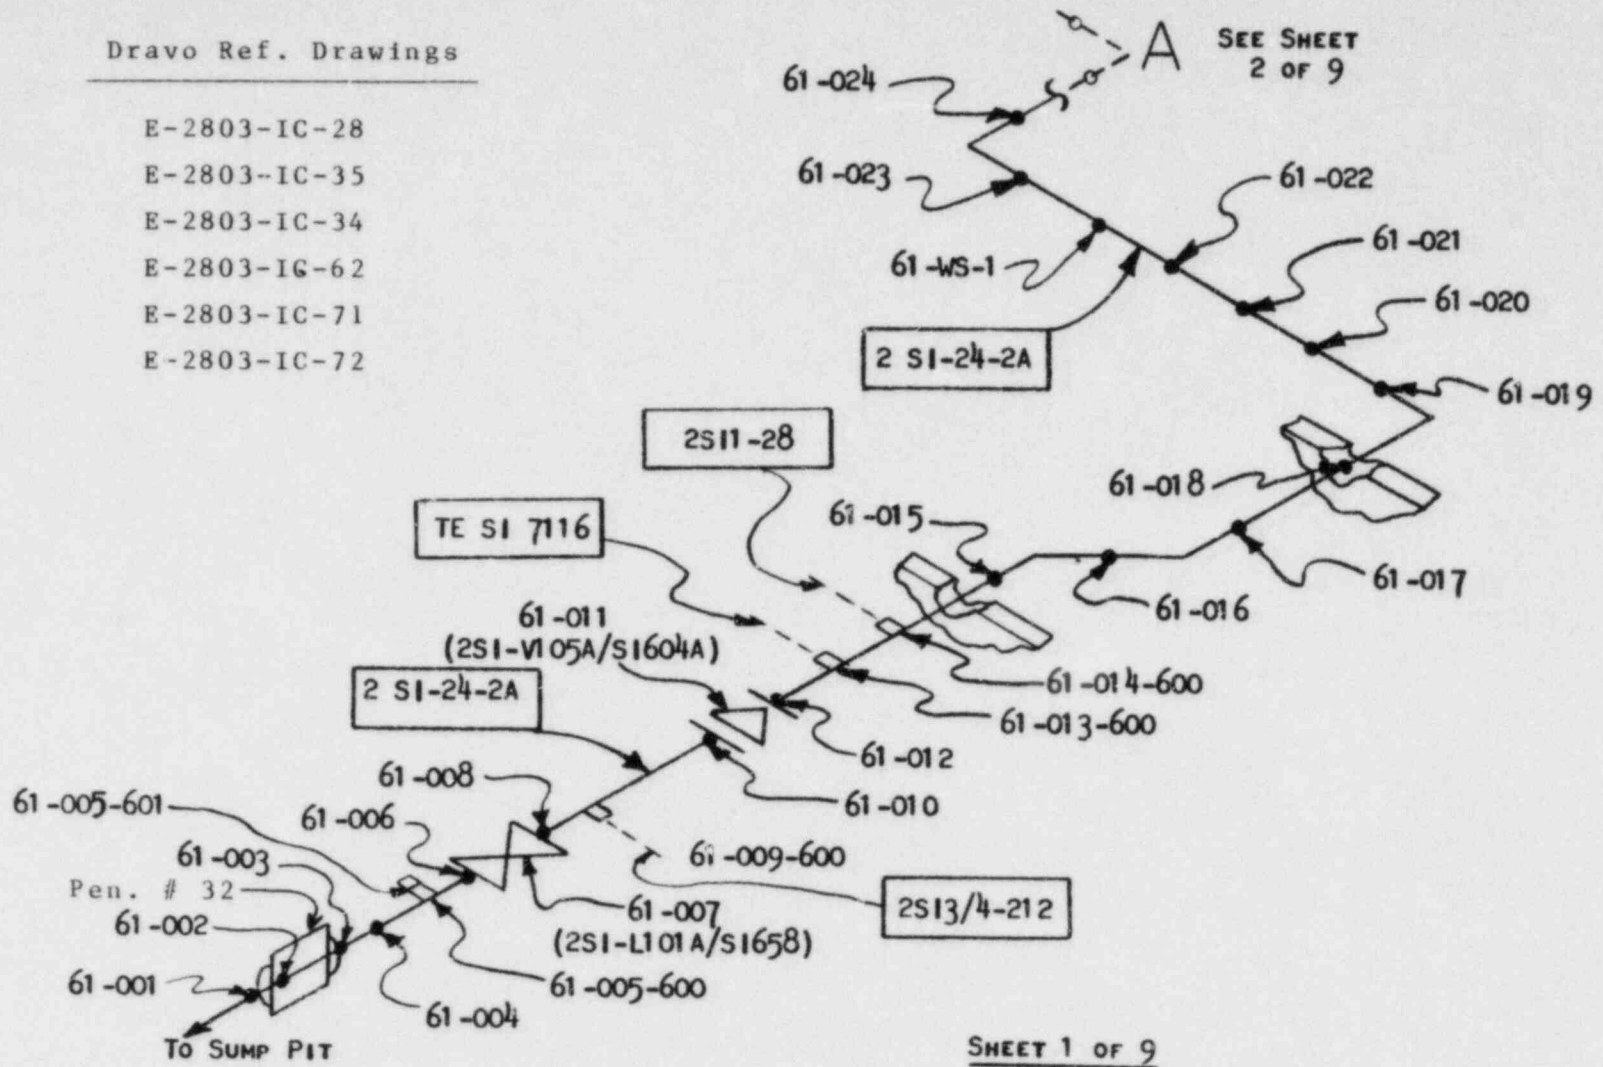 Dravo Ref. Drawings
E-2803-IC-28
E-2803-IC-35
E-2803-IC-34
E-2803-IC-62
E-2803-IC-71
E-2803-IC-72
A
SEE SHEET
2 OF 9
61-024
61-023
61-022
61-WS-1
61-021
61-020
2 SI-24-2A
61-019
2SI1-28
61-018
61-015
TE SI 7116
61-017
61-016
61-011
(2SI-V105A/SI604A)
61-014-600
2 SI-24-2A
61-013-600
61-012
61-008
61-010
61-005-601
61-006
61-003
61-009-600
Pen. # 32
61-002
61-007
(2SI-L101A/SI658)
2SI3/4-212
61-001
61-005-600
61-004
TO SUMP PIT
SHEET 1 OF 9